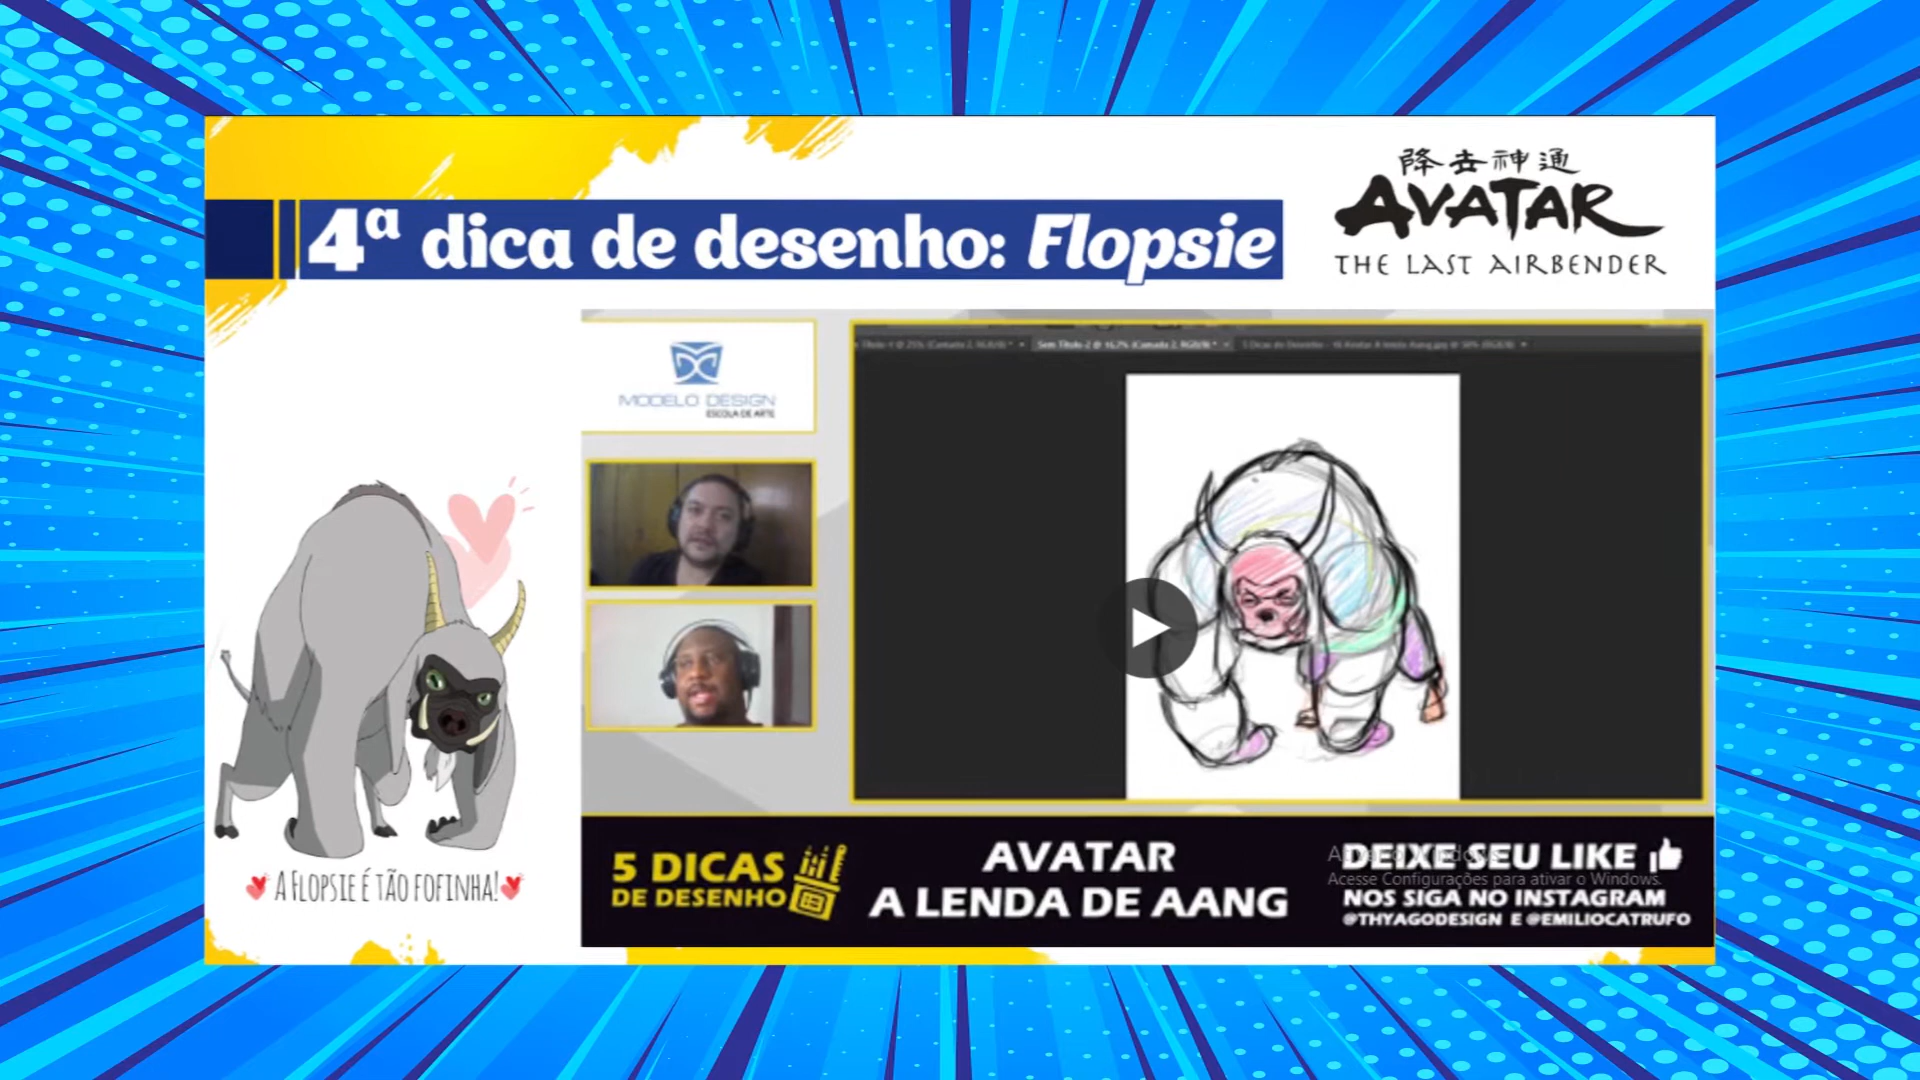 降去神通
AVATAR
THE LAST AIRBENDER
4ª dica de desenho: Flopsie
MODELO DESIGN
ESCOLA DE ARTE
A FLOPSIE É TÃO FOFINHA!
5 DICAS
DE DESENHO
AVATAR
A LENDA DE AANG
DEIXE SEU LIKE
Acesse Configurações para ativar o Windows.
NOS SIGA NO INSTAGRAM
@THYAGODESIGN E @EMILIOCATRUFO